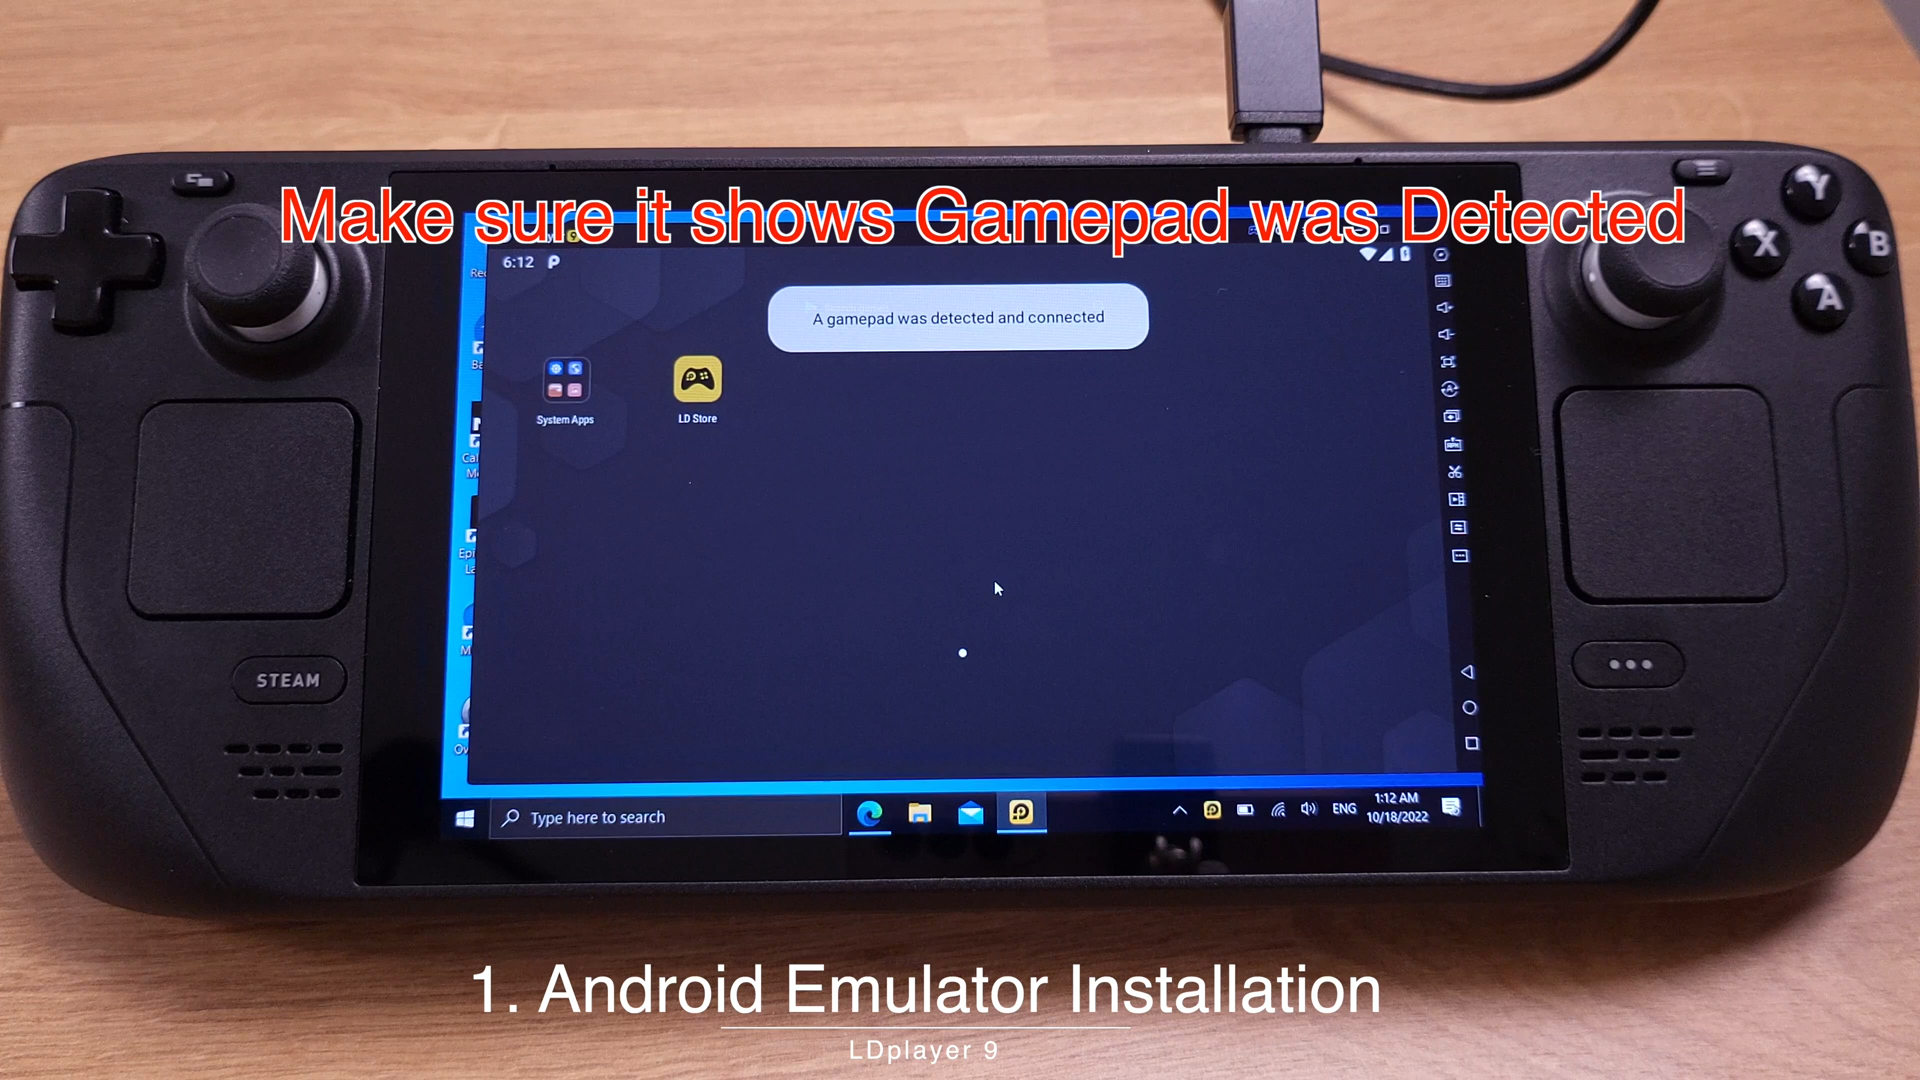 Make sure it shows Gamepad was Detected
6:12
A gamepad was detected and connected
System Apps
LD Store
Y
X
B
A
STEAM
Type here to search
ENG
1:12 AM
10/18/2022
1. Android Emulator Installation
LDplayer 9